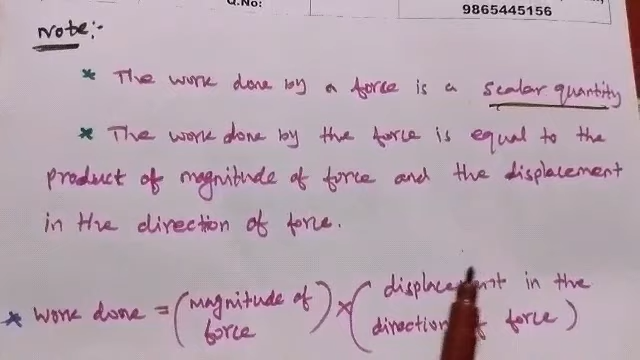 Q.No:
9865445156
Note:-
* The work done by a force is a scalar quantity
* The work done by the force is equal to the
product of magnitude of force and the displacement
in the direction of force.
* work done = (magnitude of force) × (displacement in the
direction of force)